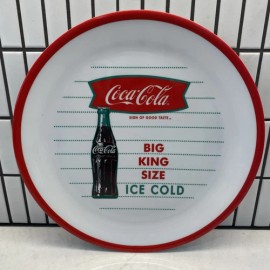 Coca-Cola
SIGN OF GOOD TASTE
Coca-Cola
BIG
KING
SIZE
ICE COLD